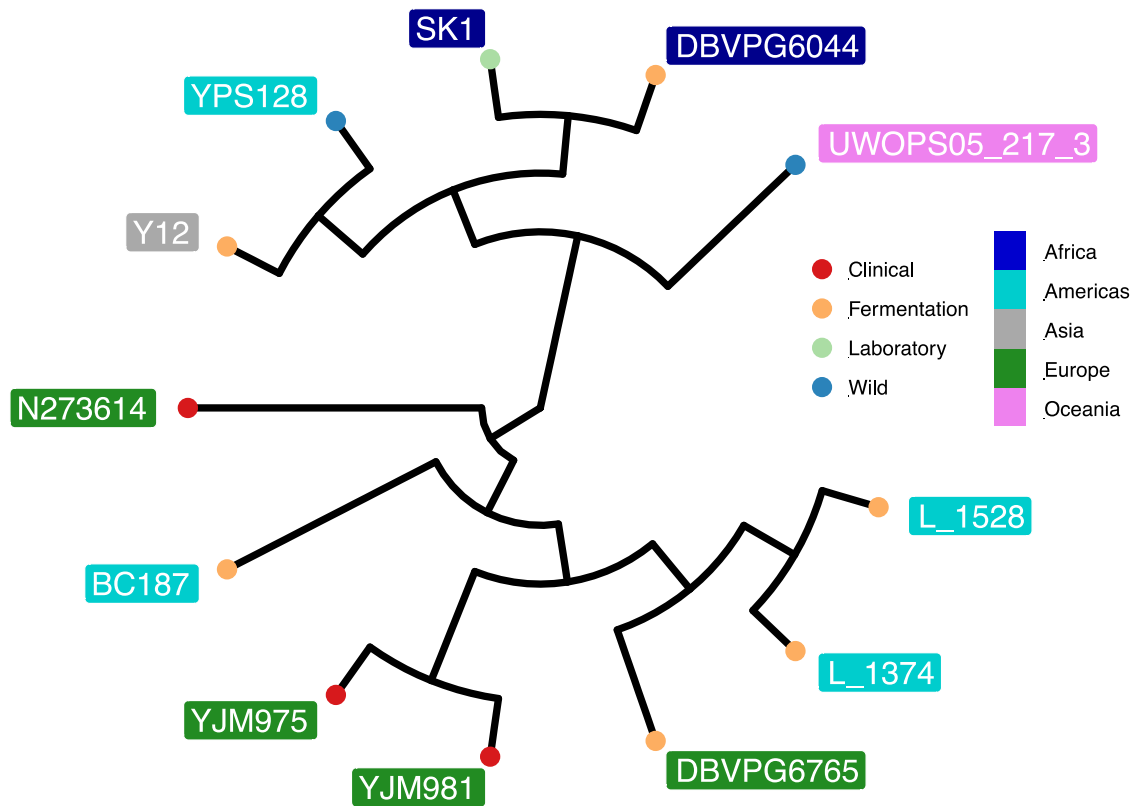 SK1
DBVPG6044
YPS128
UWOPS05_217_3
Y12
Clinical
Fermentation
Laboratory
Wild
Africa
Americas
Asia
Europe
Oceania
N273614
L_1528
BC187
L_1374
YJM975
DBVPG6765
YJM981